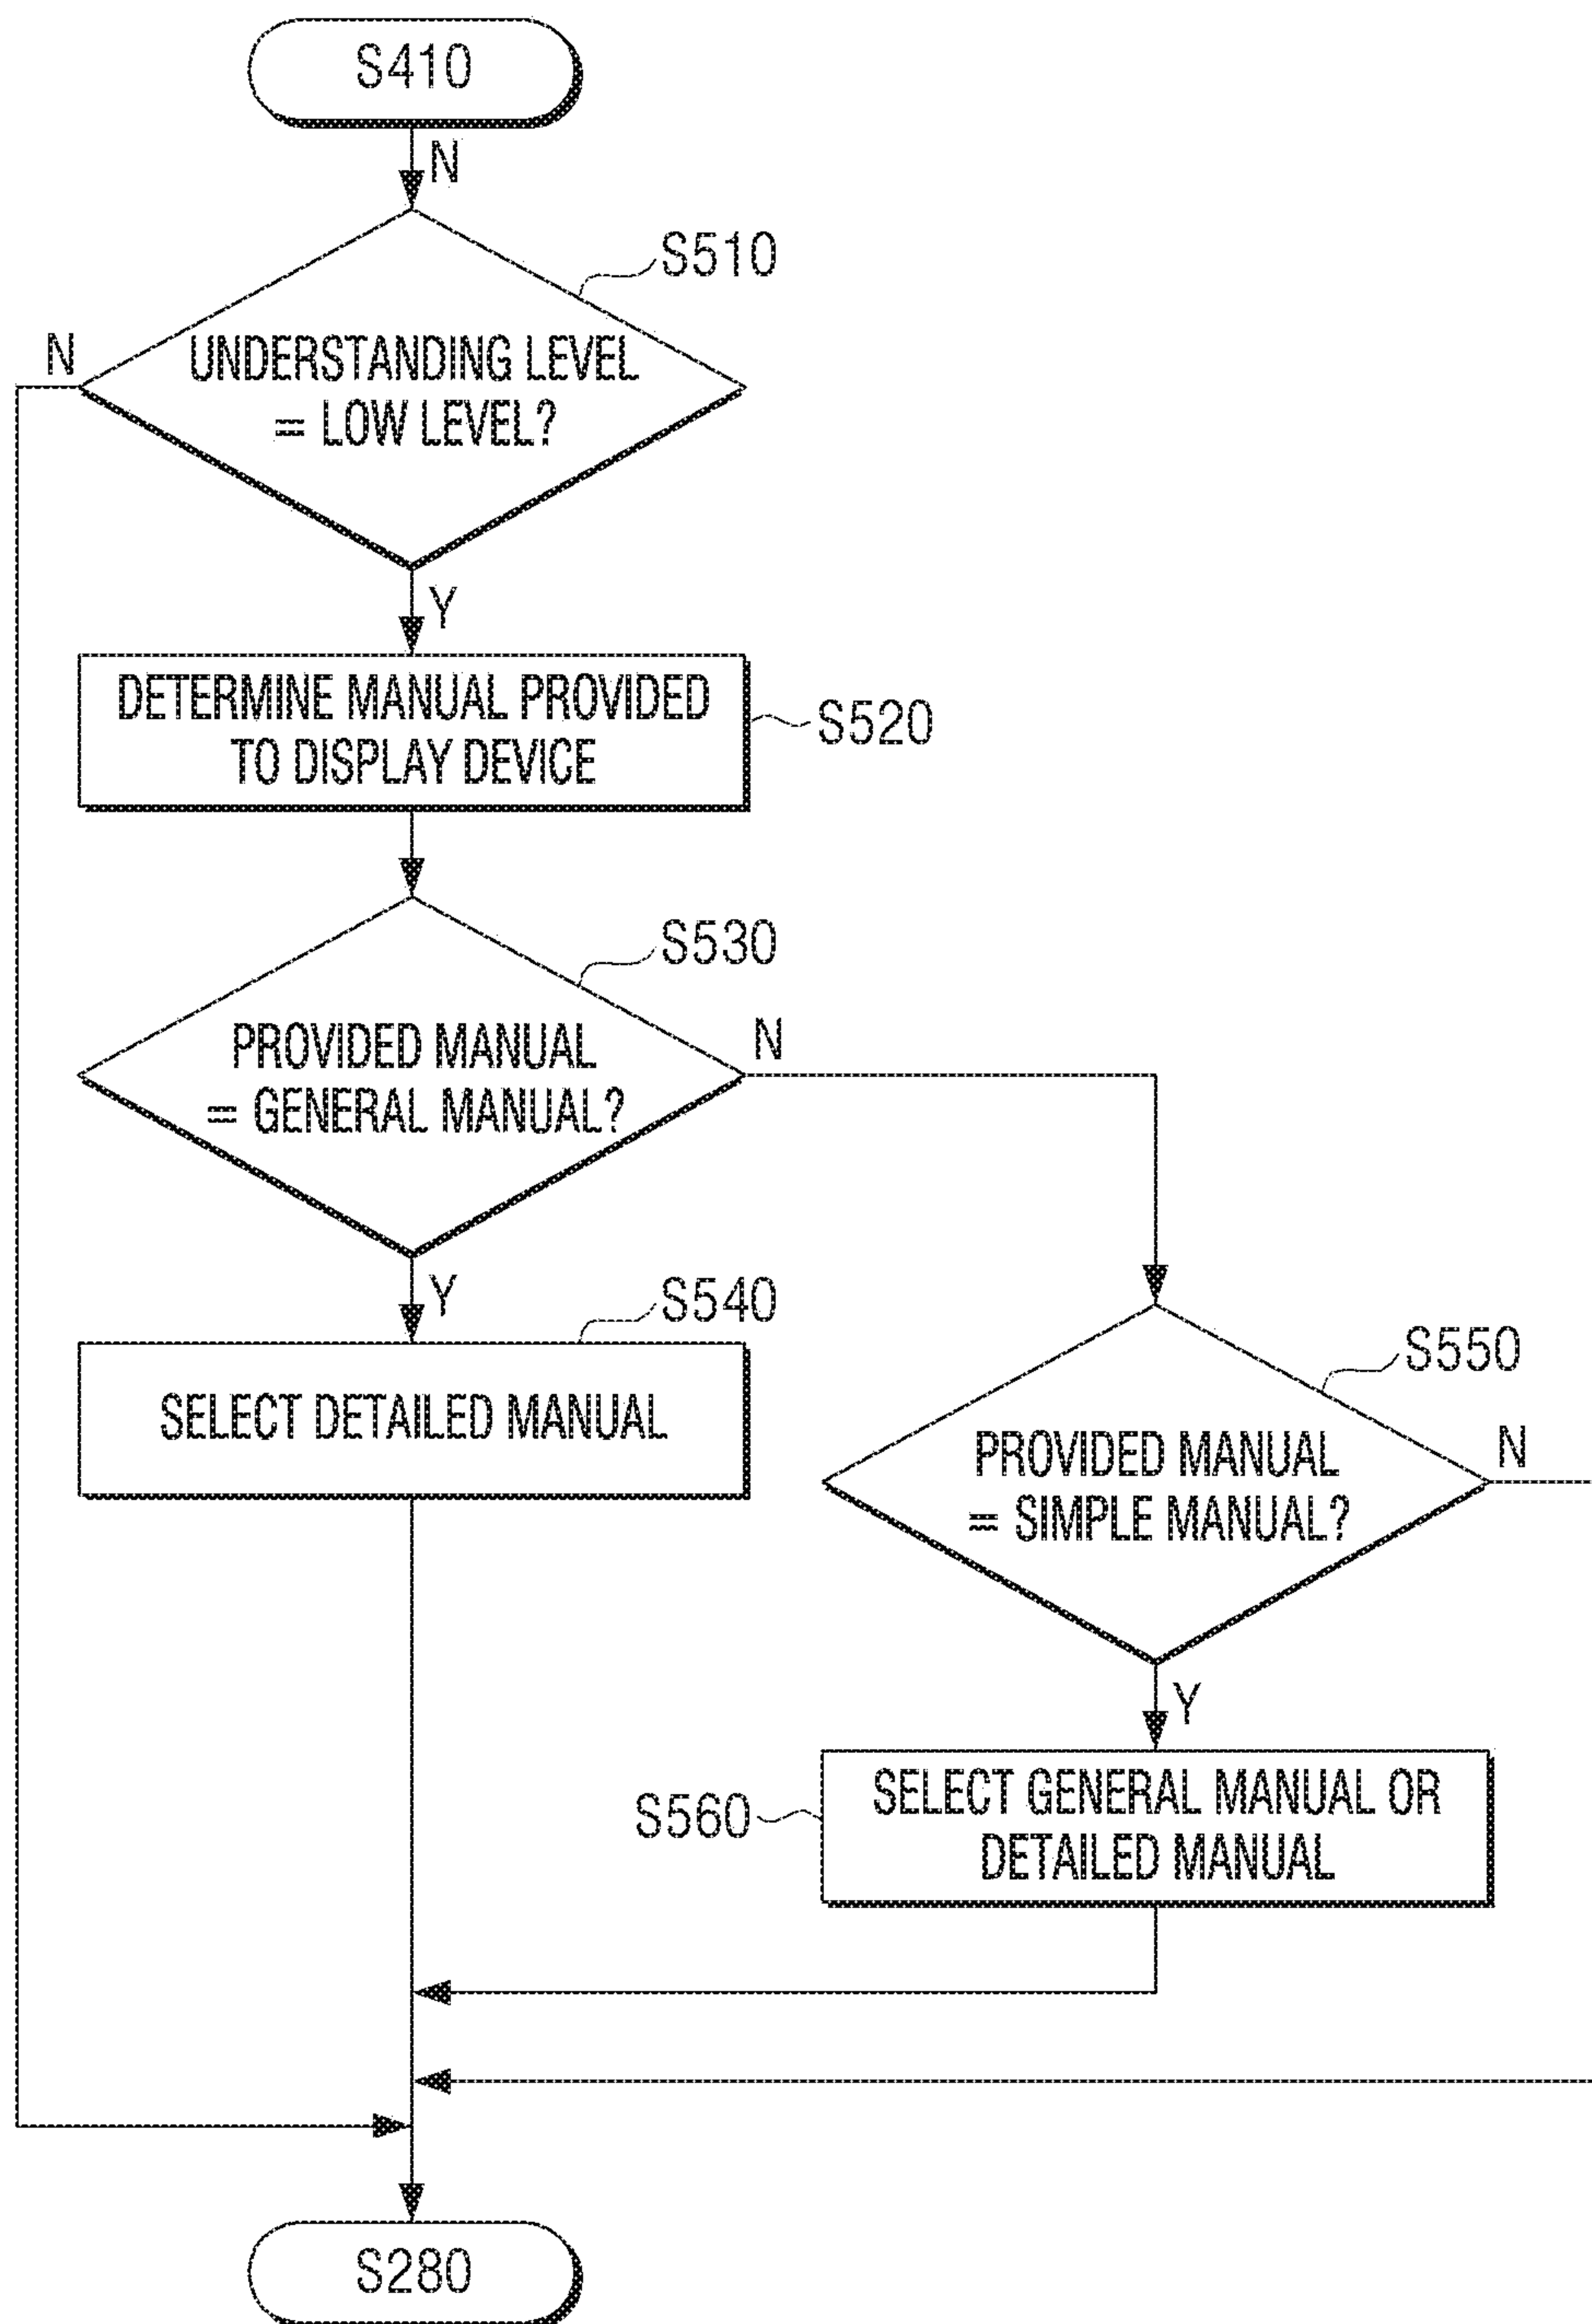 S410
N
S510
N
UNDERSTANDING LEVEL
= LOW LEVEL?
Y
DETERMINE MANUAL PROVIDED
TO DISPLAY DEVICE
S520
S530
PROVIDED MANUAL
= GENERAL MANUAL?
N
Y
S540
SELECT DETAILED MANUAL
S550
PROVIDED MANUAL
= SIMPLE MANUAL?
N
Y
S560
SELECT GENERAL MANUAL OR
DETAILED MANUAL
S280